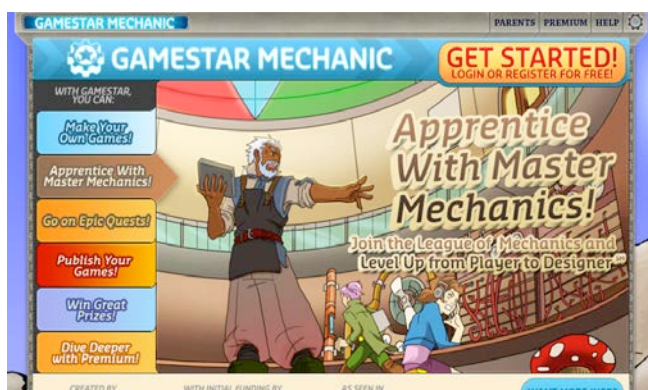 GAMESTAR MECHANIC
PARENTS PREMIUM HELP
GAMESTAR MECHANIC
GET STARTED!
LOGIN OR REGISTER FOR FREE!
WITH GAMESTAR,
YOU CAN:
Make Your
Own Games!
Apprentice With
Master Mechanics!
Go on Epic Quests!
Publish Your
Games!
Win Great
Prizes!
Dive Deeper
with Premium!
Apprentice
With Master
Mechanics!
Join the League of Mechanics and
Level Up from Player to Designer
CREATED BY
WITH INITIAL FUNDING BY
AS SEEN IN